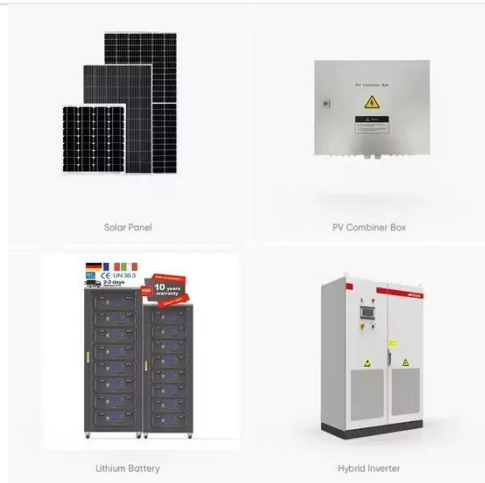 PV Combiner Box
Solar Panel
PV Combiner Box
CE UN38.3
2-3 days
10 years
warranty
Lithium Battery
Hybrid Inverter